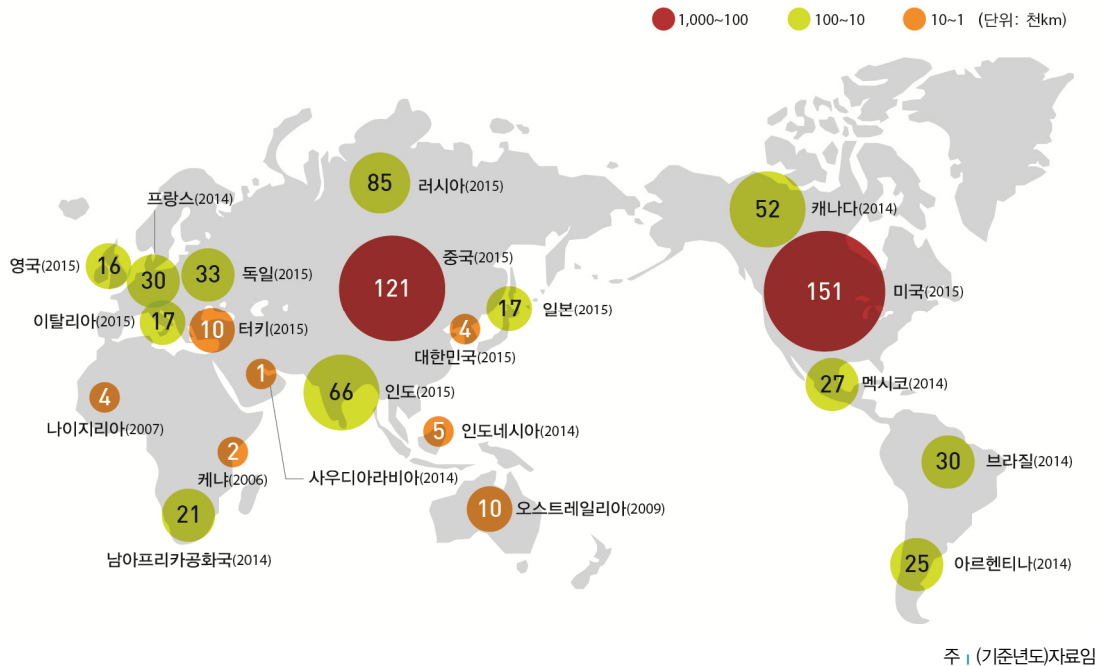 1,000~100 100~10 10~1 (단위: 천km)
85 러시아(2015)
프랑스(2014)
52 캐나다(2014)
영국(2015) 16 30 33 독일(2015)
중국(2015)
121
151 미국(2015)
이탈리아(2015) 17 10 터키(2015)
17 일본(2015)
4
대한민국(2015)
1
66 인도(2015)
27 멕시코(2014)
4
나이지리아(2007)
5 인도네시아(2014)
2
케냐(2006)
사우디아라비아(2014)
30 브라질(2014)
21
남아프리카공화국(2014)
10 오스트레일리아(2009)
25 아르헨티나(2014)
주 | (기준년도)자료임